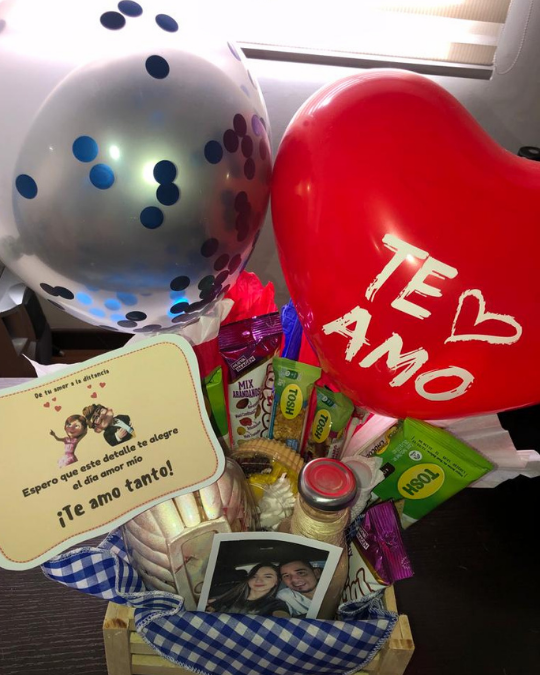 TE
AMO
De tu amor a la distancia
Espero que este detalle te alegre
el día amor mío
¡Te amo tanto!
MIX
ARÁNDANOS
TOSH
TOSH
TOSH